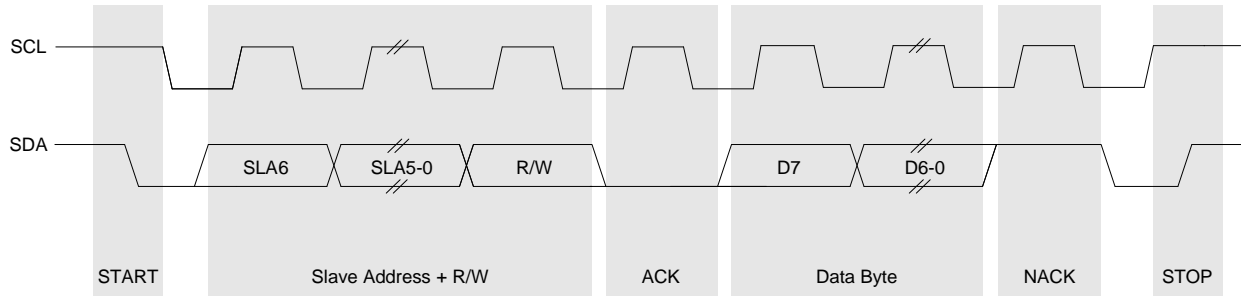 SCL
SDA
SLA6 SLA5-0 R/W D7 D6-0
START Slave Address + R/W ACK Data Byte NACK STOP